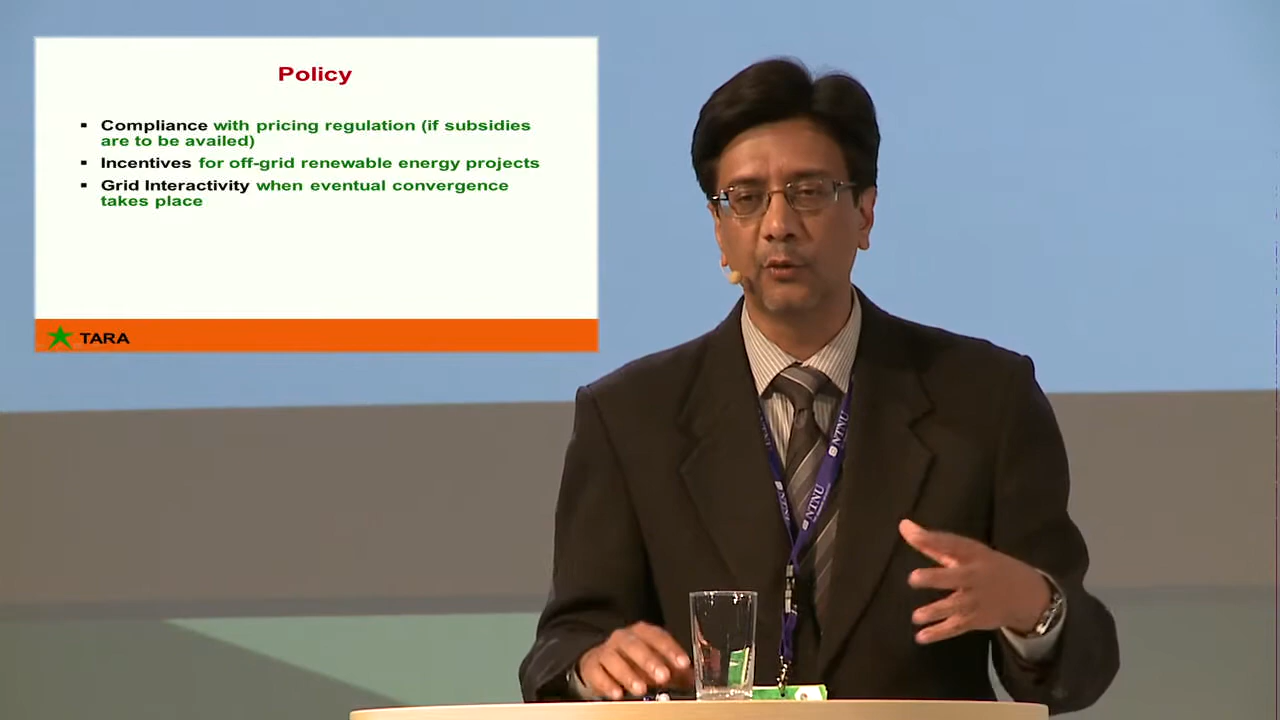 Policy
▪ Compliance with pricing regulation (if subsidies
are to be availed)
▪ Incentives for off-grid renewable energy projects
▪ Grid Interactivity when eventual convergence
takes place
TARA
NTNU
NTNU